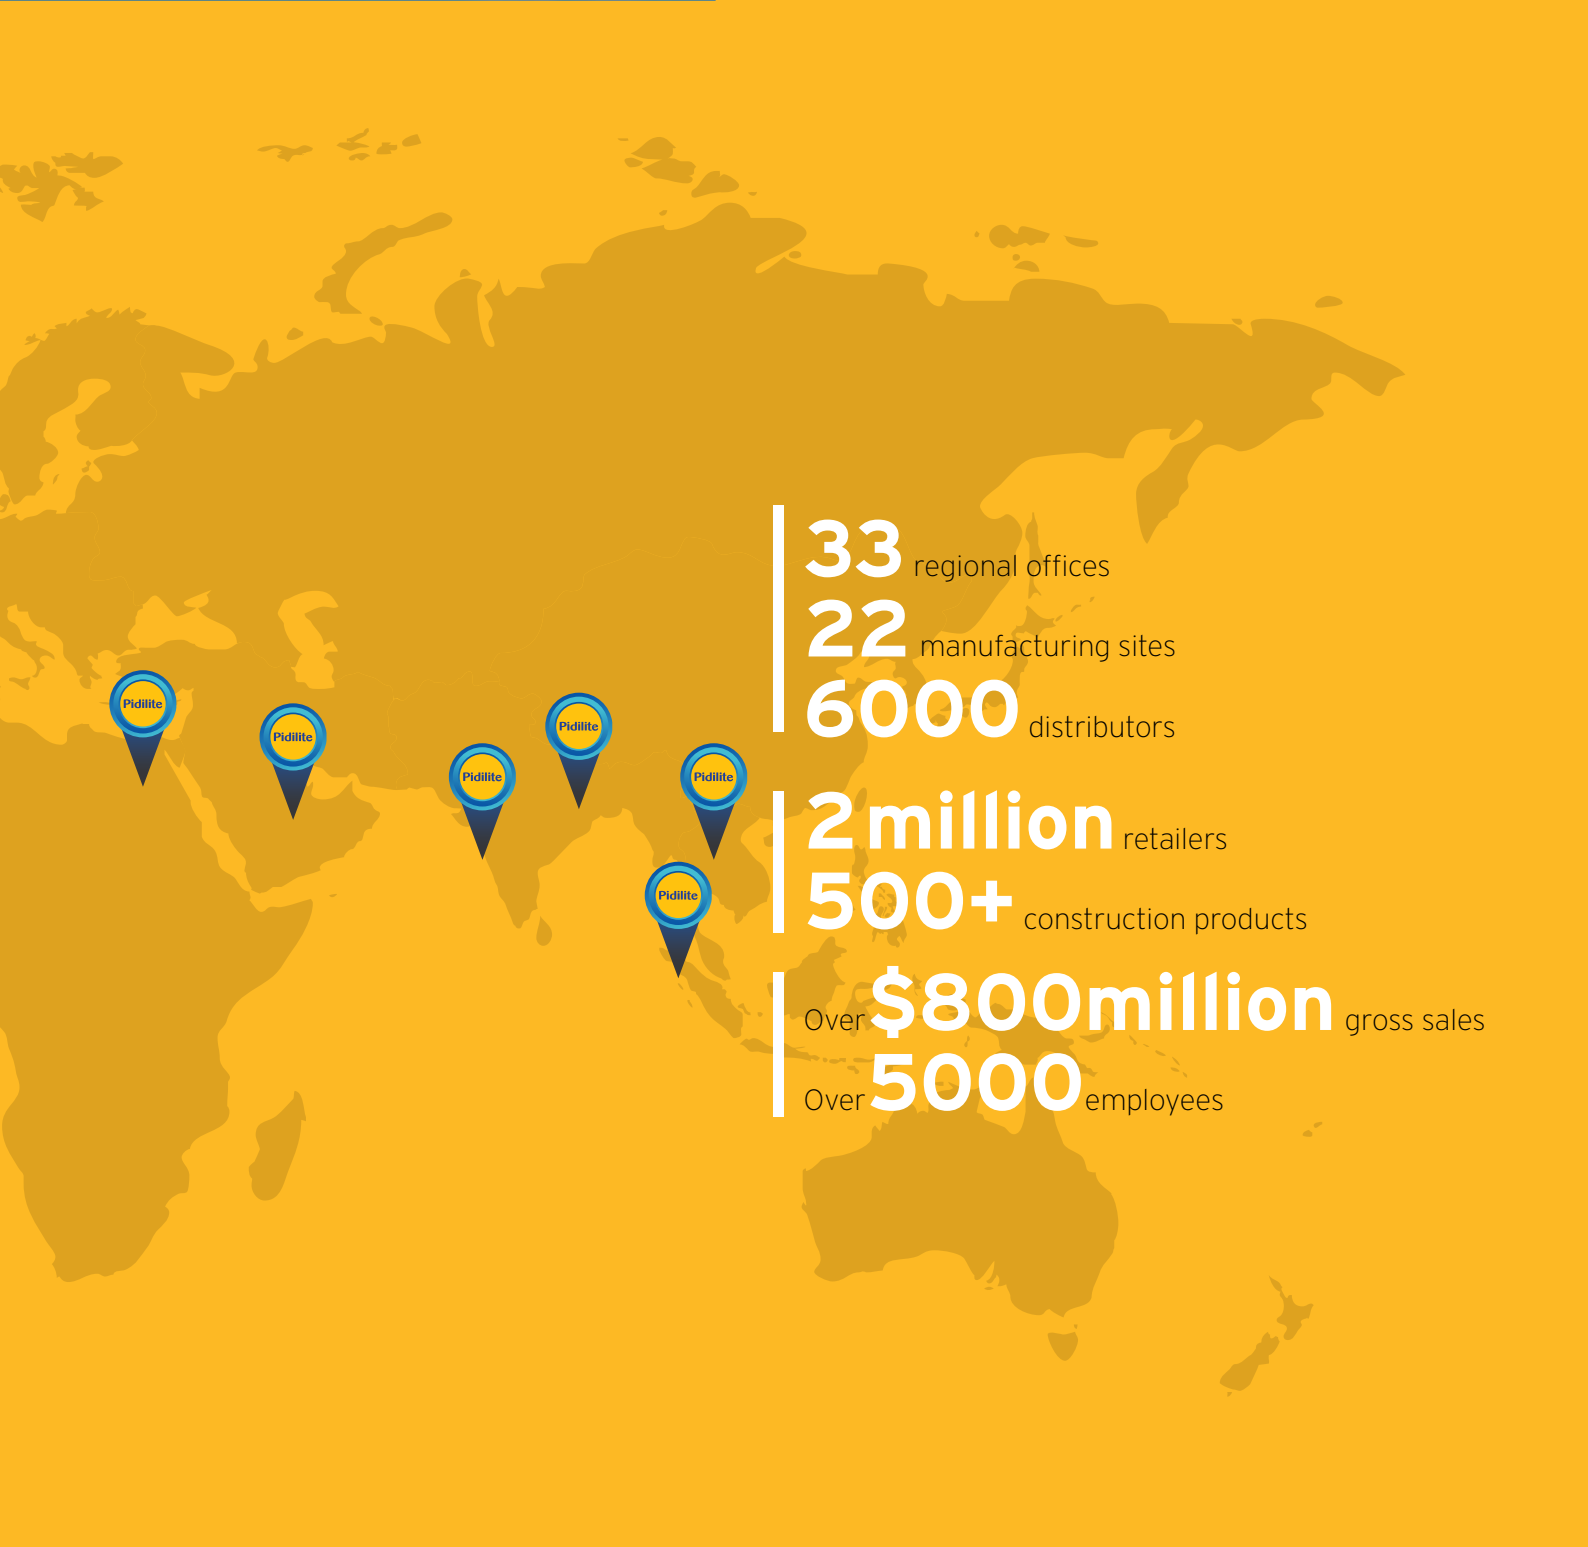 Pidilite
Pidilite
Pidilite
Pidilite
Pidilite
Pidilite
33 regional offices
22 manufacturing sites
6000 distributors
2 million retailers
500+ construction products
Over $800million gross sales
Over 5000 employees